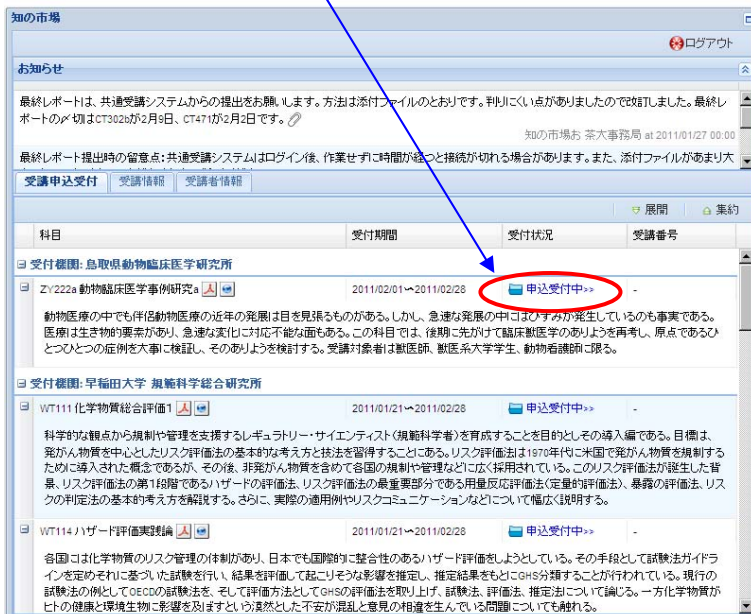 知の市場
ログアウト
お知らせ
最終レポートは、共通受講システムからの提出をお願いします。方法は添付ファイルのとおりです。判りにくい点がありましたので改訂しました。最終レ
ポートの〆切はCT302bが2月9日、CT471が2月2日です。
知の市場お茶大事務局 at 2011/01/27 00:00
最終レポート提出時の留意点:共通受講システムはログイン後、作業せずに時間が経つと接続が切れる場合があります。また、添付ファイルがあまり大
受講申込受付 受講情報 受講者情報
展開 集約
科目 受付期間 受付状況 受講番号
受付機関: 鳥取県動物臨床医学研究所
ZY222a 動物臨床医学事例研究a 2011/02/01～2011/02/28 申込受付中>> -
動物医療の中でも伴侶動物医療の近年の発展は目を見張るものがある。しかし、急速な発展の中にはひずみが発生しているのも事実である。
医療は生き物的要素があり、急速な変化に対応不能な面もある。この科目では、後期に先がけて臨床獣医学のありようを再考し、原点であるひ
とつひとつの症例を大事に検証し、そのありようを検討する。受講対象者は獣医師、獣医系大学学生、動物看護師に限る。
受付機関: 早稲田大学 規範科学総合研究所
WT111 化学物質総合評価1 2011/01/21～2011/02/28 申込受付中>> -
科学的な観点から規制や管理を支援するレギュラトリー・サイエンティスト(規範科学者)を育成することを目的としその導入編である。目標は、
発がん物質を中心としたリスク評価法の基本的な考え方と技法を習得することにある。リスク評価法は1970年代に米国で発がん物質を規制する
ために導入された概念であるが、その後、非発がん物質を含めて各国の規制や管理などに広く採用されている。このリスク評価法が誕生した背
景、リスク評価法の第1段階であるハザードの評価法、リスク評価法の最重要部分である用量反応評価法(定量的評価法)、暴露の評価法、リス
クの判定法の基本的考え方を解説する。さらに、実際の適用例やリスクコミュニケーションなどについて幅広く説明する。
WT114 ハザード評価実践論 2011/01/21～2011/02/28 申込受付中>> -
各国には化学物質のリスク管理の体制があり、日本でも国際的に整合性のあるハザード評価をしようとしている。その手段として試験法ガイドラ
インを定めそれに基づいた試験を行い、結果を評価して起こりそうな影響を推定し、推定結果をもとにGHS分類することが行われている。現行の
試験法の例としてOECDの試験法を、そして評価方法としてGHSの評価法を取り上げ、試験法、評価法、推定法について論じる。一方化学物質が
ヒトの健康と環境生物に影響を及ぼすという漠然とした不安が混乱と意見の相違を生んでいる問題についても触れる。